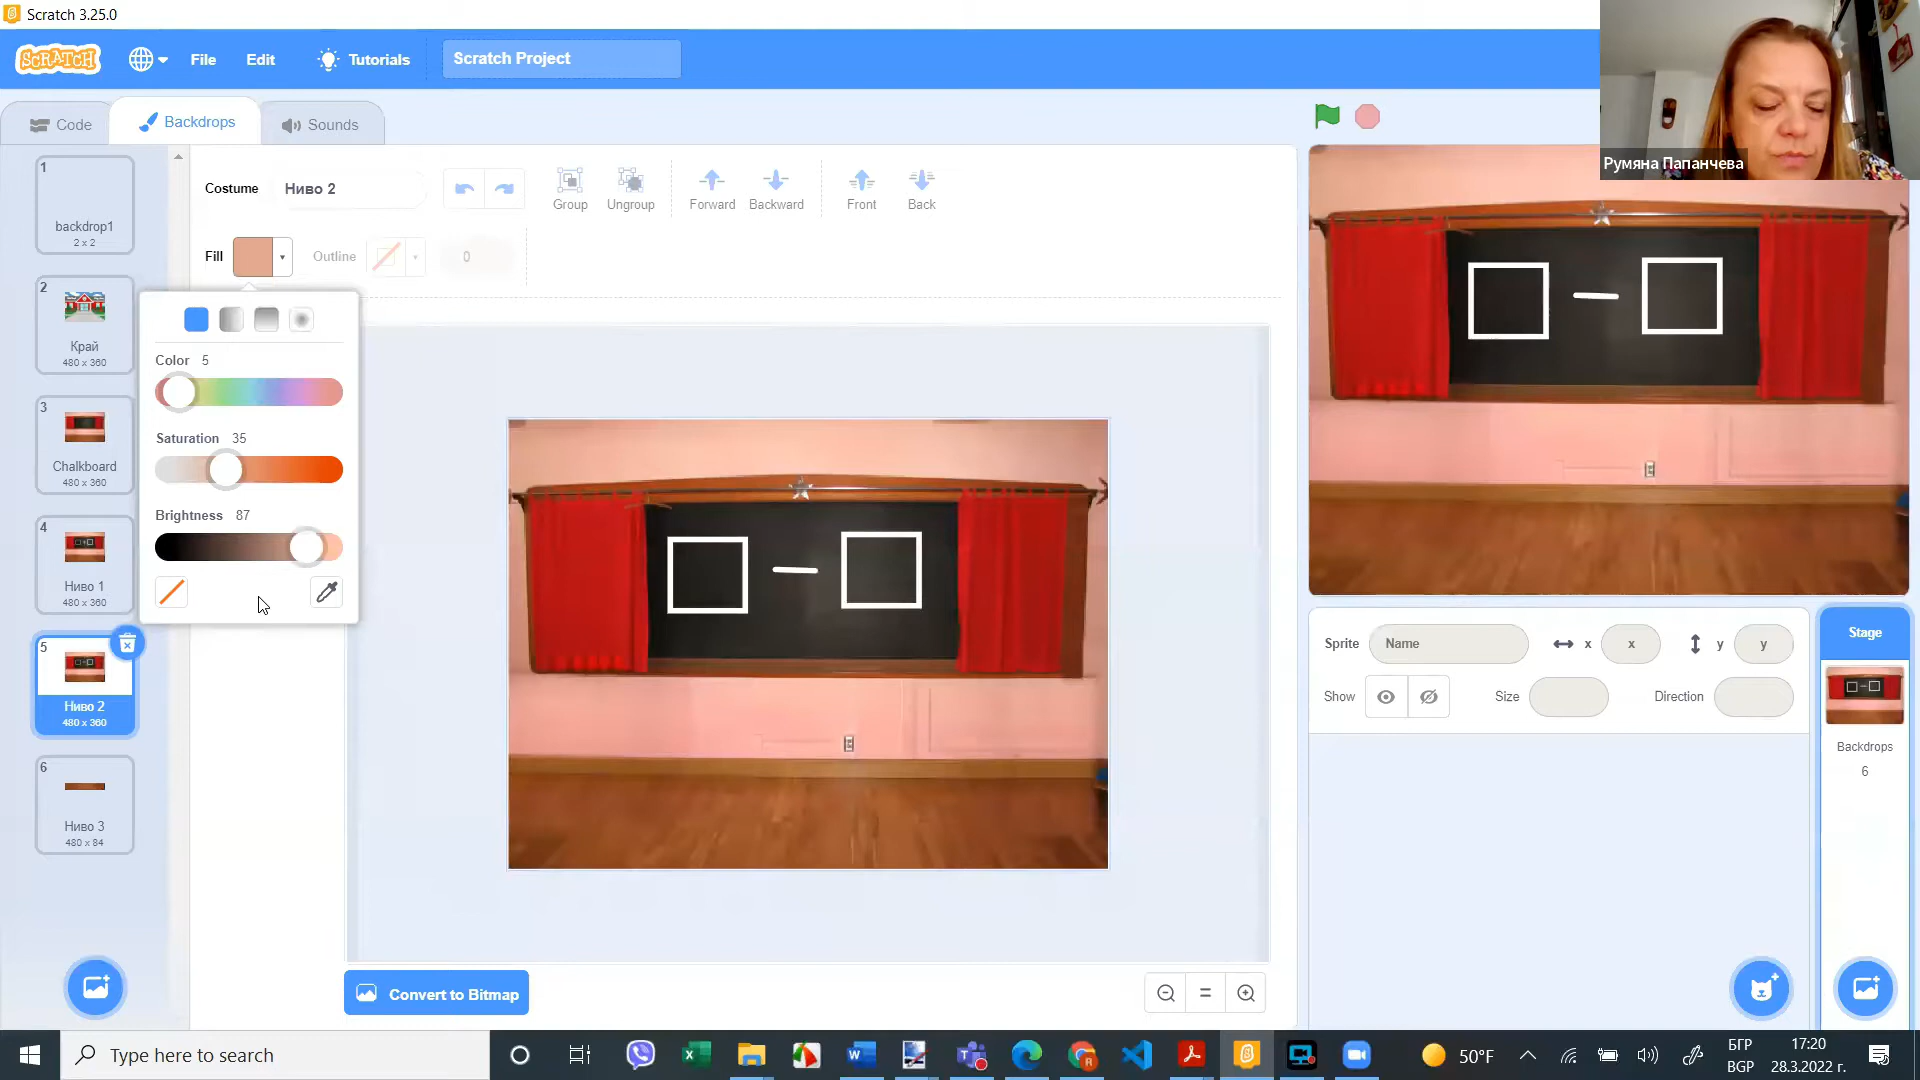 Scratch 3.25.0
SCRATCH
File
Edit
Tutorials
Scratch Project
Румяна Папанчева
Code
Backdrops
Sounds
1
backdrop1
2 x 2
2
Край
480 x 360
3
Chalkboard
480 x 360
4
Ниво 1
480 x 360
5
Ниво 2
480 x 360
6
Ниво 3
480 x 84
Costume
Ниво 2
Group
Ungroup
Forward
Backward
Front
Back
Fill
Outline
0
Color 5
Saturation 35
Brightness 87
Convert to Bitmap
Sprite
Name
x
x
y
y
Show
Size
Direction
Stage
Backdrops
6
Type here to search
50°F
БГР
BGP
17:20
28.3.2022 г.